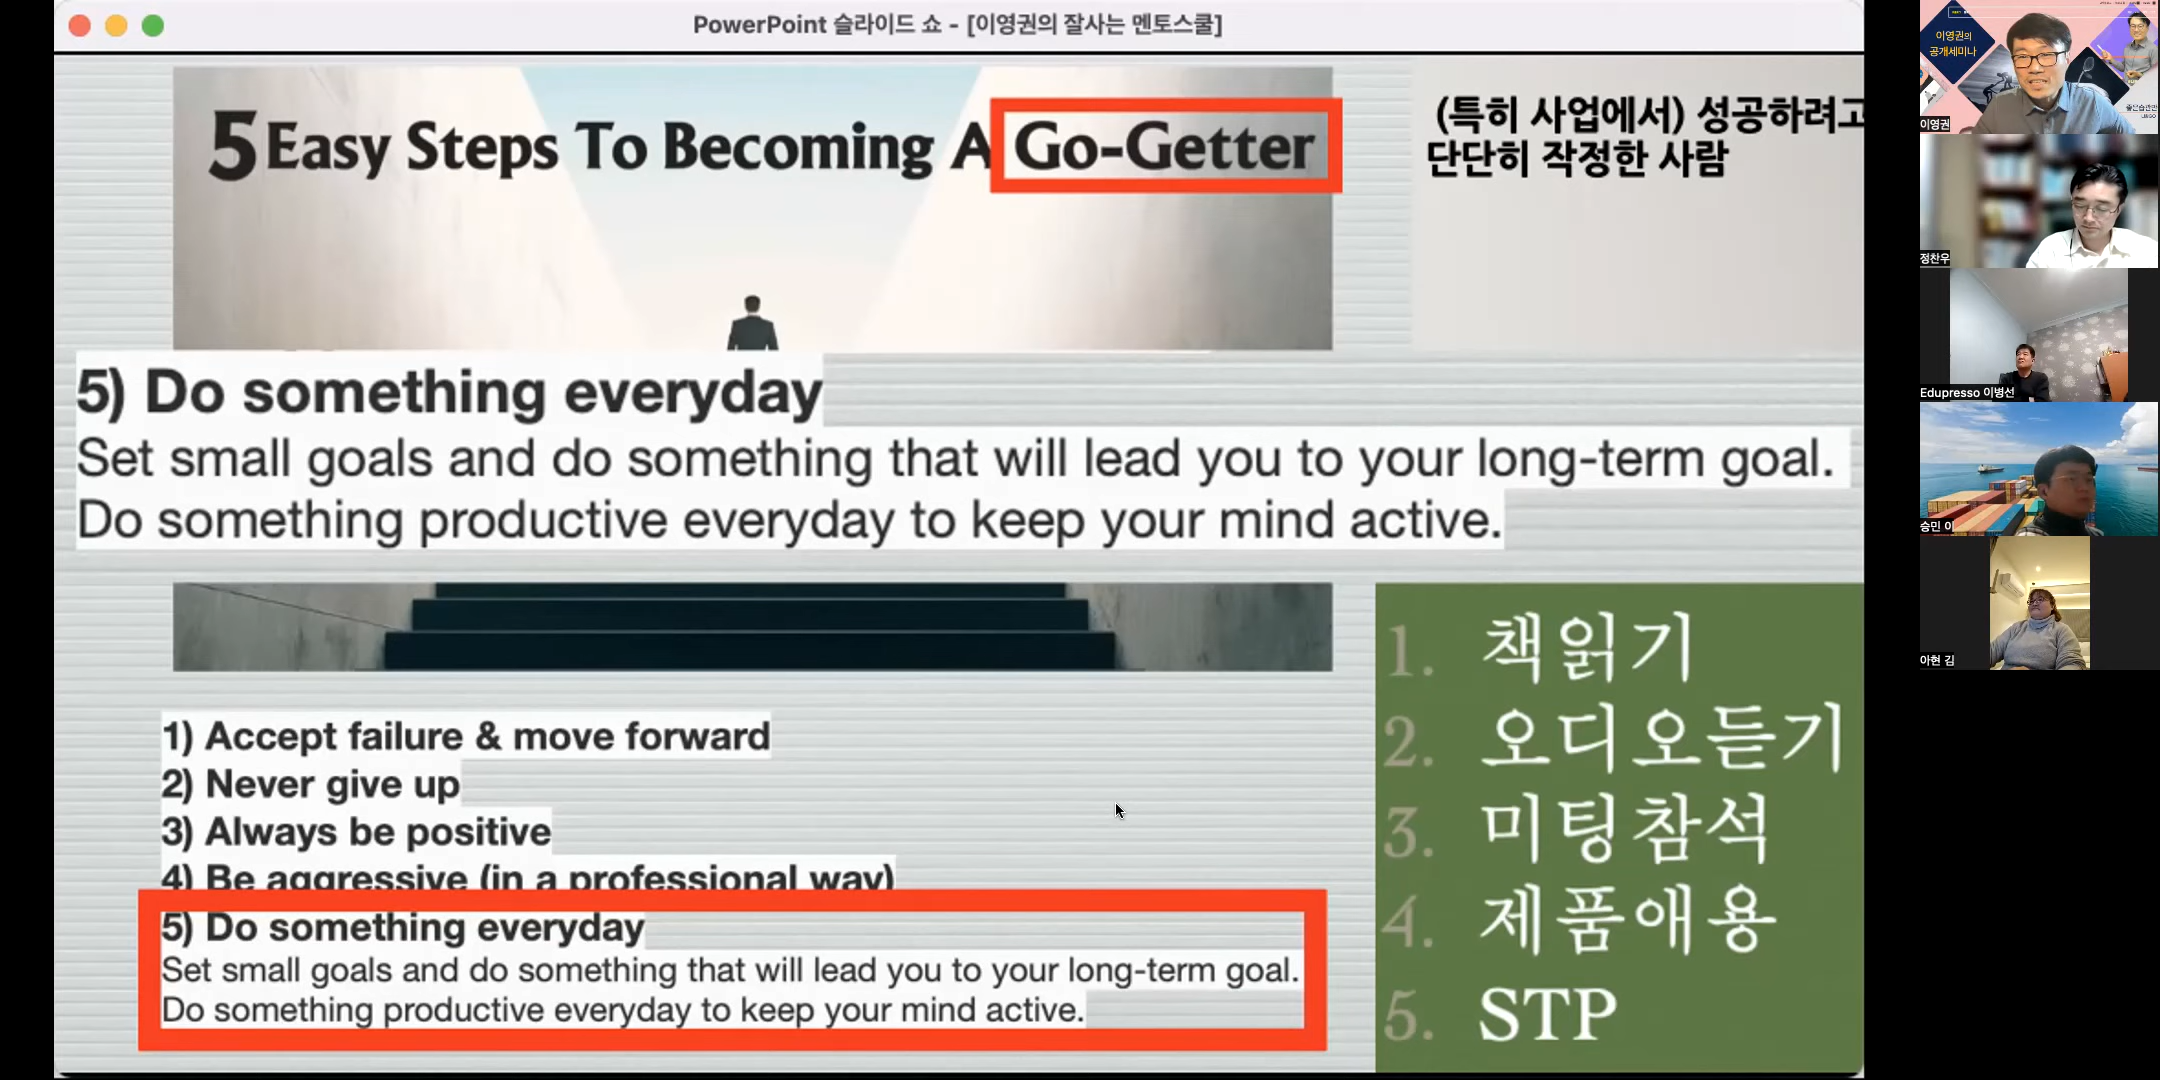 PowerPoint 슬라이드 쇼 - [이영권의 잘사는 멘토스쿨]
5 Easy Steps To Becoming A Go-Getter
(특히 사업에서) 성공하려고
단단히 작정한 사람
5) Do something everyday
Set small goals and do something that will lead you to your long-term goal.
Do something productive everyday to keep your mind active.
1) Accept failure & move forward
2) Never give up
3) Always be positive
4) Be aggressive (in a professional way)
5) Do something everyday
Set small goals and do something that will lead you to your long-term goal.
Do something productive everyday to keep your mind active.
1. 책읽기
2. 오디오듣기
3. 미팅참석
4. 제품애용
5. STP
이영권의
공개세미나
이영권
정찬우
Edupresso 이병선
승민 이
아현 김